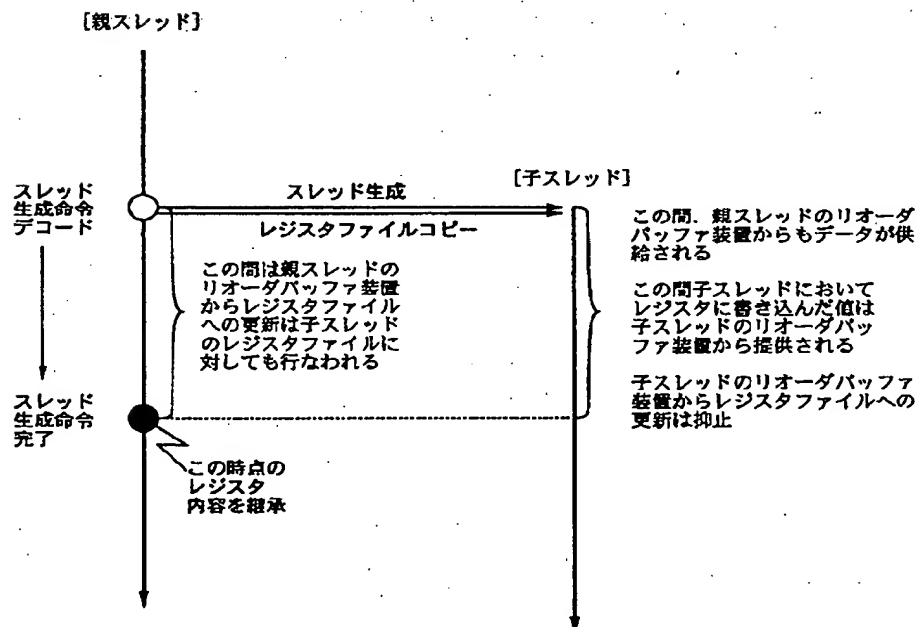 [親スレッド]
スレッド
生成命令
デコード
スレッド生成
レジスタファイルコピー
[子スレッド]
この間は親スレッドの
リオーダバッファ装置
からレジスタファイル
への更新は子スレッド
のレジスタファイルに
対しても行なわれる
この間、親スレッドのリオーダ
バッファ装置からもデータが供
給される
この間子スレッドにおいて
レジスタに書き込んだ値は
子スレッドのリオーダバッ
ファ装置から提供される
子スレッドのリオーダバッファ
装置からレジスタファイルへの
更新は抑止
スレッド
生成命令
完了
この時点の
レジスタ
内容を継承